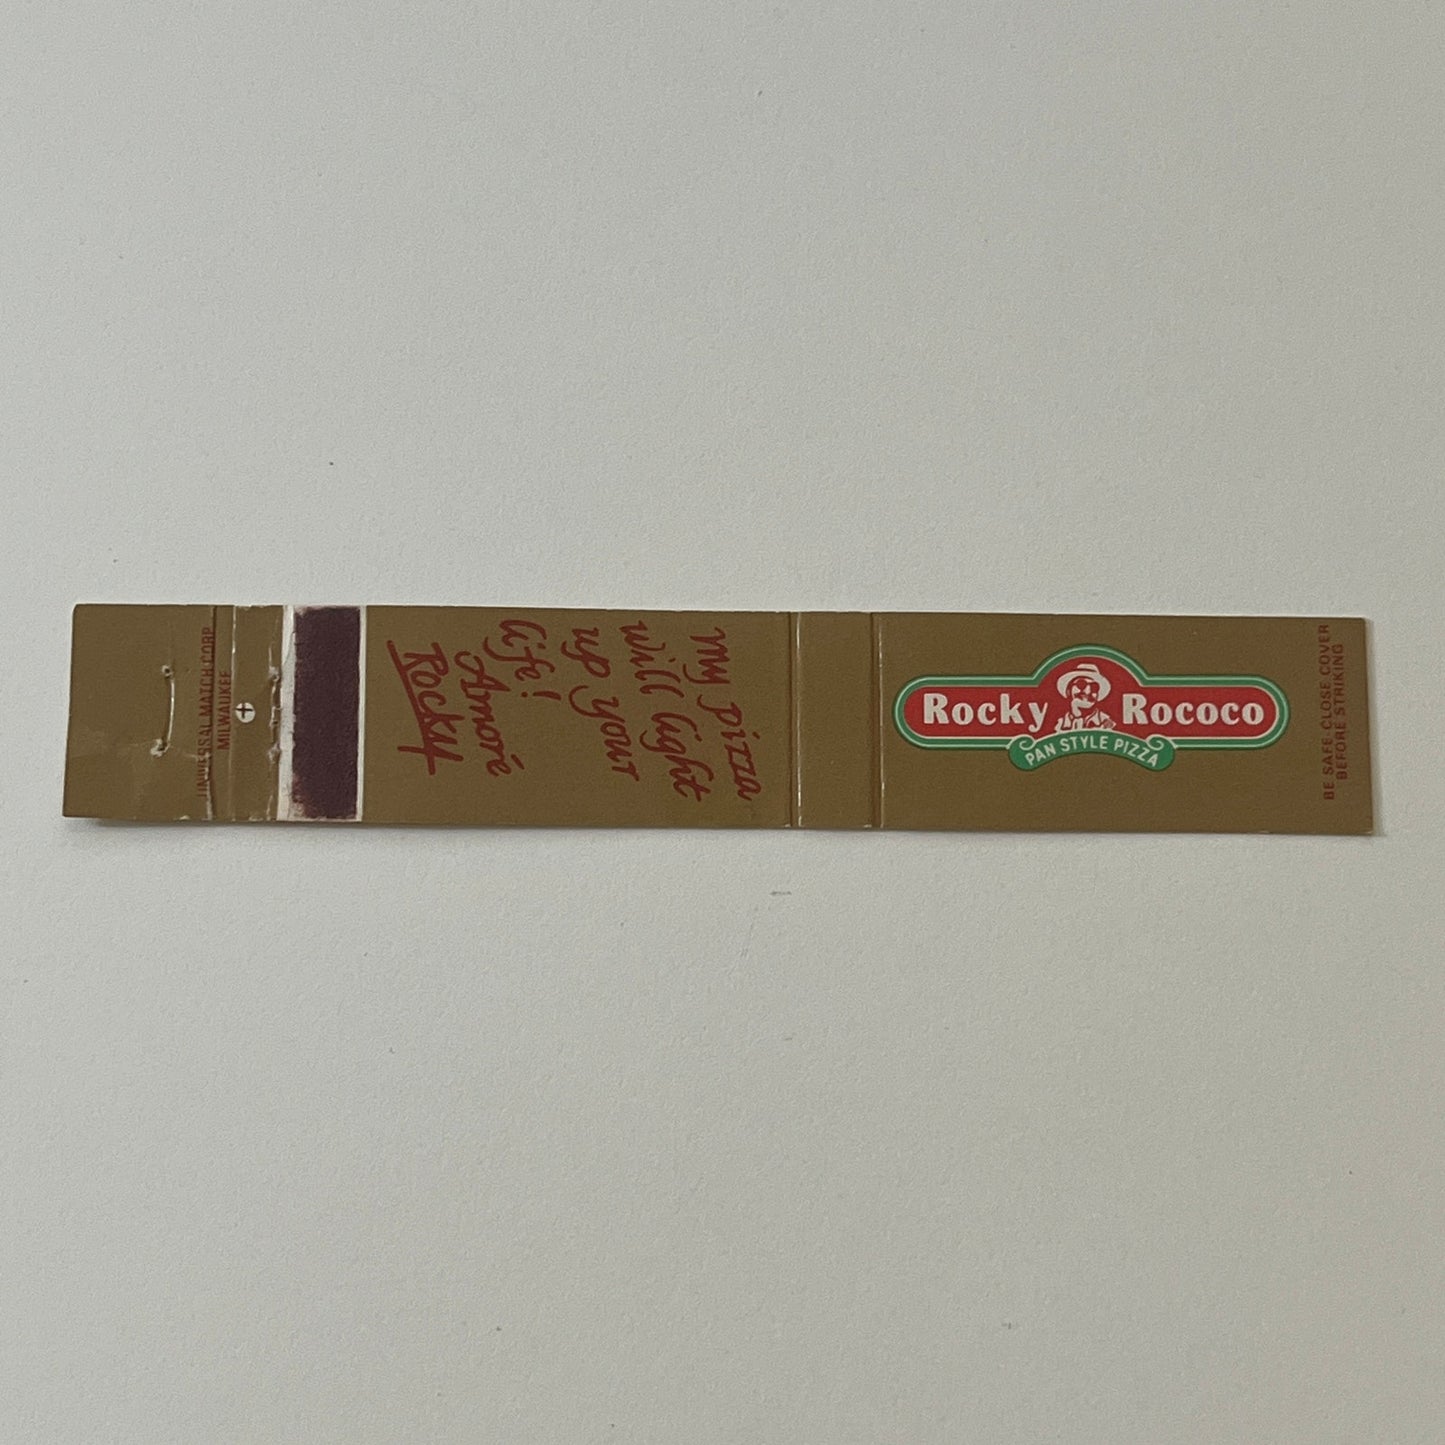 UNIVERSAL MATCH CORP
MILWAUKEE
My pizza
will light
up your
life!
Amoré
Rocky
Rocky Rococo
PAN STYLE PIZZA
BE SAFE-CLOSE COVER
BEFORE STRIKING